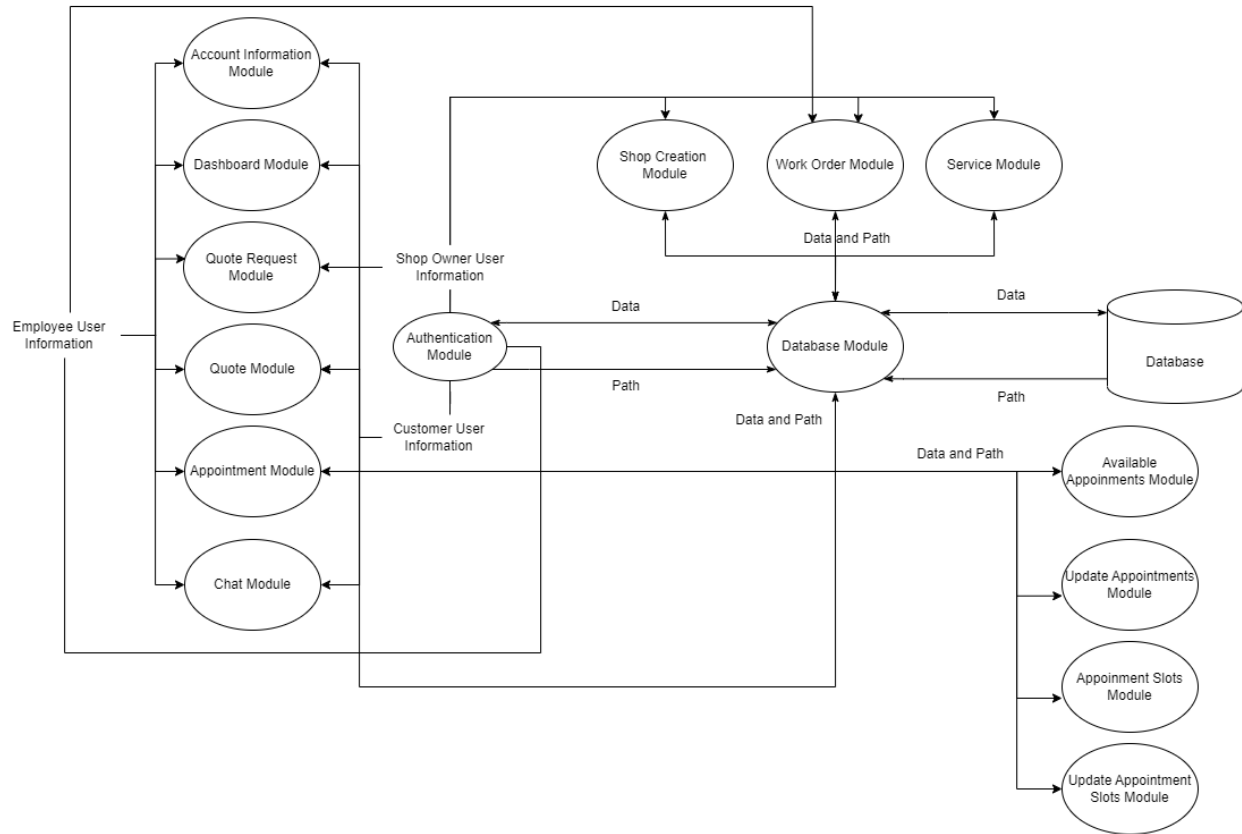 Account Information
Module
Dashboard Module
Quote Request
Module
Quote Module
Appointment Module
Chat Module
Employee User
Information
Shop Owner User
Information
Authentication
Module
Customer User
Information
Shop Creation
Module
Work Order Module
Service Module
Data and Path
Data
Path
Database Module
Data
Path
Database
Data and Path
Data and Path
Available
Appoinments Module
Update Appointments
Module
Appoinment Slots
Module
Update Appointment
Slots Module